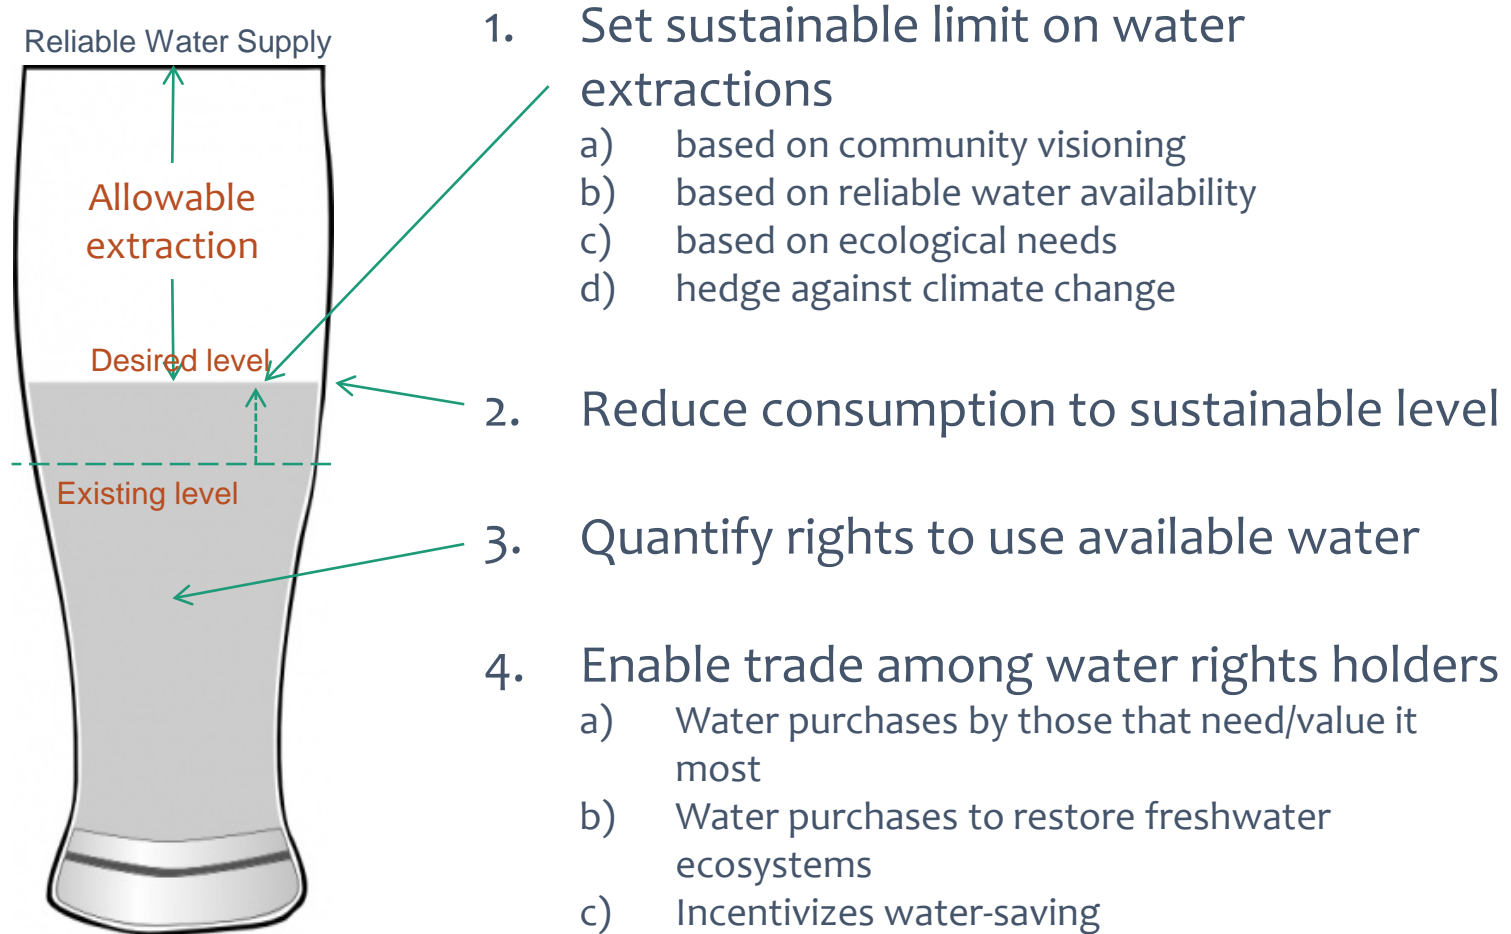 Reliable Water Supply
Allowable
extraction
Desired level
Existing level
1. Set sustainable limit on water
extractions
a) based on community visioning
b) based on reliable water availability
c) based on ecological needs
d) hedge against climate change
2. Reduce consumption to sustainable level
3. Quantify rights to use available water
4. Enable trade among water rights holders
a) Water purchases by those that need/value it
most
b) Water purchases to restore freshwater
ecosystems
c) Incentivizes water-saving